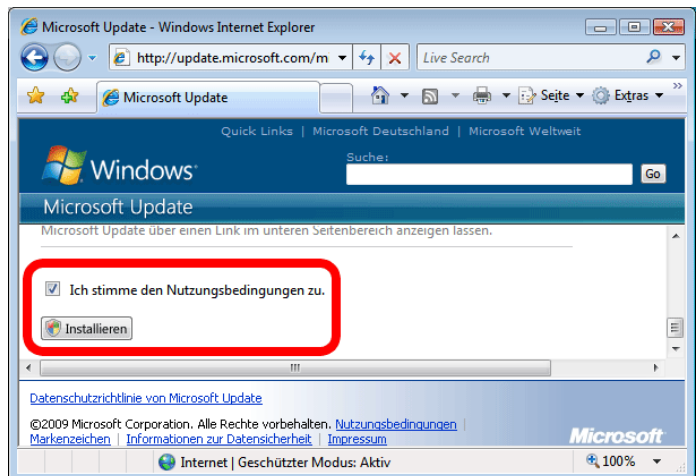 Microsoft Update - Windows Internet Explorer
http://update.microsoft.com/m
Live Search
Microsoft Update
Seite
Extras
Quick Links | Microsoft Deutschland | Microsoft Weltweit
Suche:
Windows
Go
Microsoft Update
Microsoft Update über einen Link im unteren Seitenbereich anzeigen lassen.
Ich stimme den Nutzungsbedingungen zu.
Installieren
Datenschutzrichtlinie von Microsoft Update
©2009 Microsoft Corporation. Alle Rechte vorbehalten. Nutzungsbedingungen |
Markenzeichen | Informationen zur Datensicherheit | Impressum
Microsoft
Internet | Geschützter Modus: Aktiv
100%